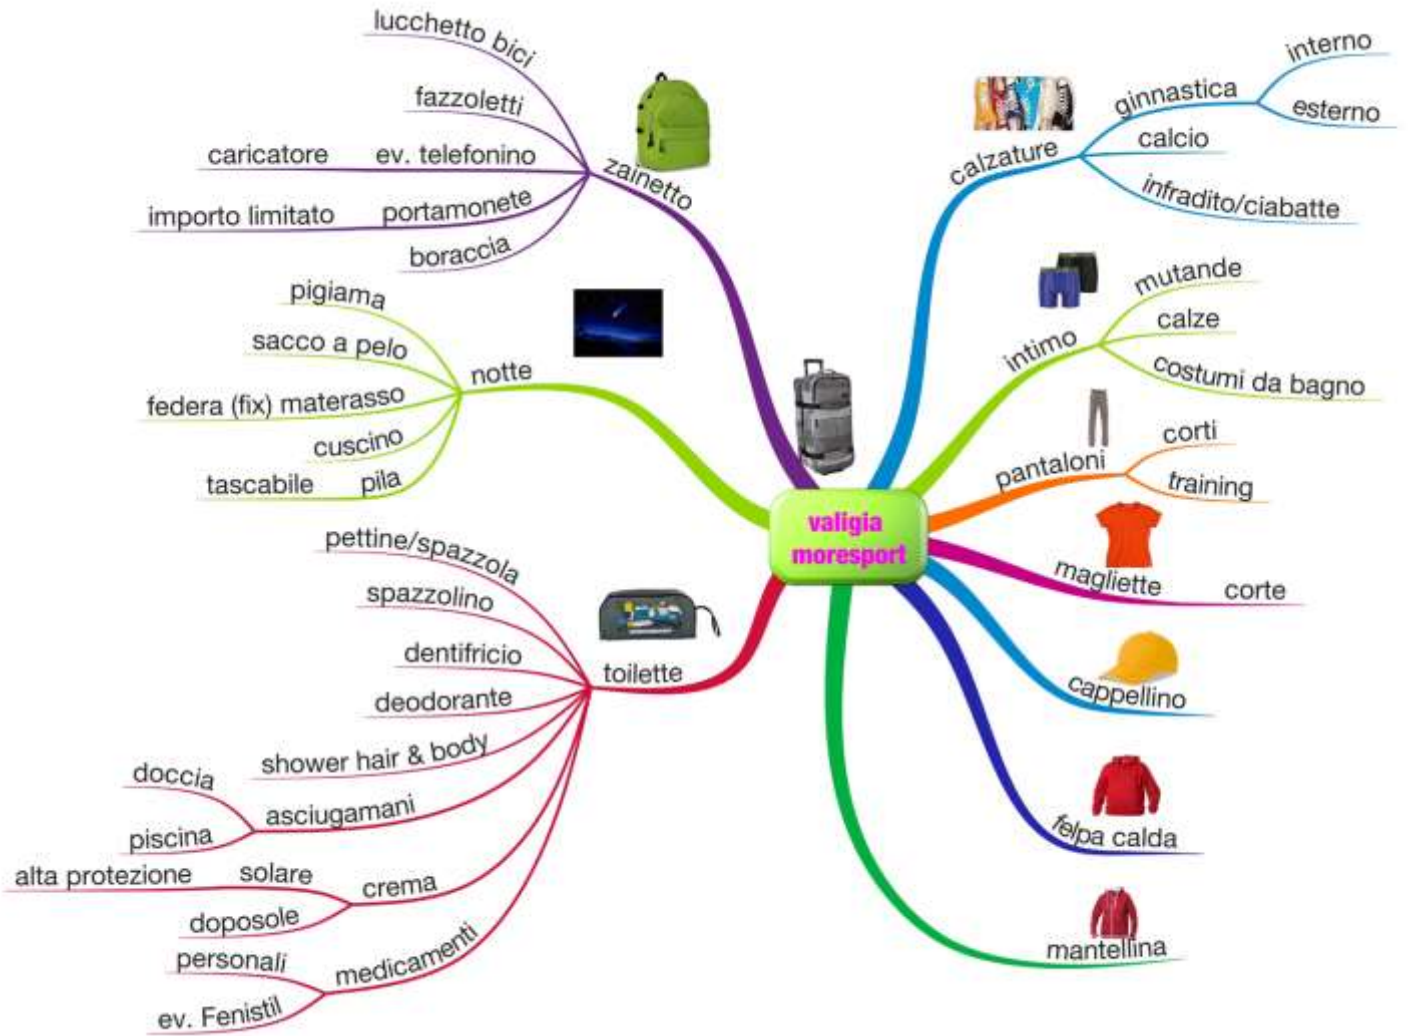 valigia
moresport
calzature
ginnastica
interno
esterno
calcio
infradito/ciabatte
intimo
mutande
calze
costumi da bagno
pantaloni
corti
training
magliette
corte
cappellino
felpa calda
mantellina
toilette
pettine/spazzola
spazzolino
dentifricio
deodorante
shower hair & body
asciugamani
doccia
piscina
crema
solare
alta protezione
doposole
medicamenti
personali
ev. Fenistil
notte
pigiama
sacco a pelo
federa (fix) materasso
cuscino
pila
tascabile
zainetto
lucchetto bici
fazzoletti
ev. telefonino
caricatore
portamonete
importo limitato
boraccia